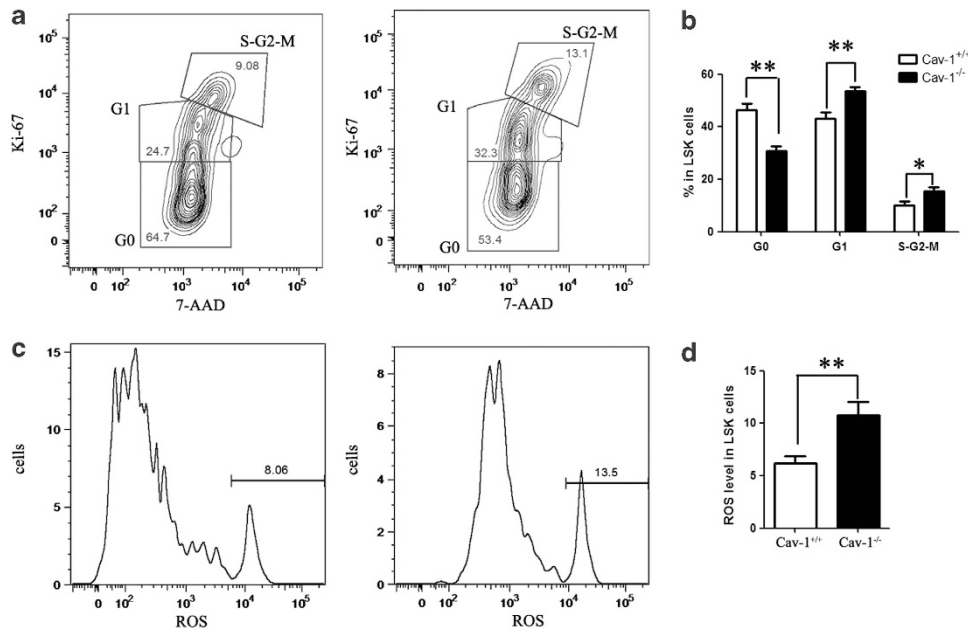 a
Ki-67
10^5
10^4
10^3
10^2
0
S-G2-M
9.08
G1
24.7
G0
64.7
0 10^2 10^3 10^4 10^5
7-AAD
Ki-67
10^5
10^4
10^3
10^2
0
S-G2-M
13.1
G1
32.3
G0
53.4
0 10^2 10^3 10^4 10^5
7-AAD
b
% in LSK cells
60
40
20
0
** ** *
Cav-1^+/+
Cav-1^-/-
G0 G1 S-G2-M
c
cells
15
10
5
0
8.06
0 10^2 10^3 10^4 10^5
ROS
cells
8
6
4
2
0
13.5
0 10^2 10^3 10^4 10^5
ROS
d
ROS level in LSK cells
15
10
5
0
**
Cav-1^+/+ Cav-1^-/-